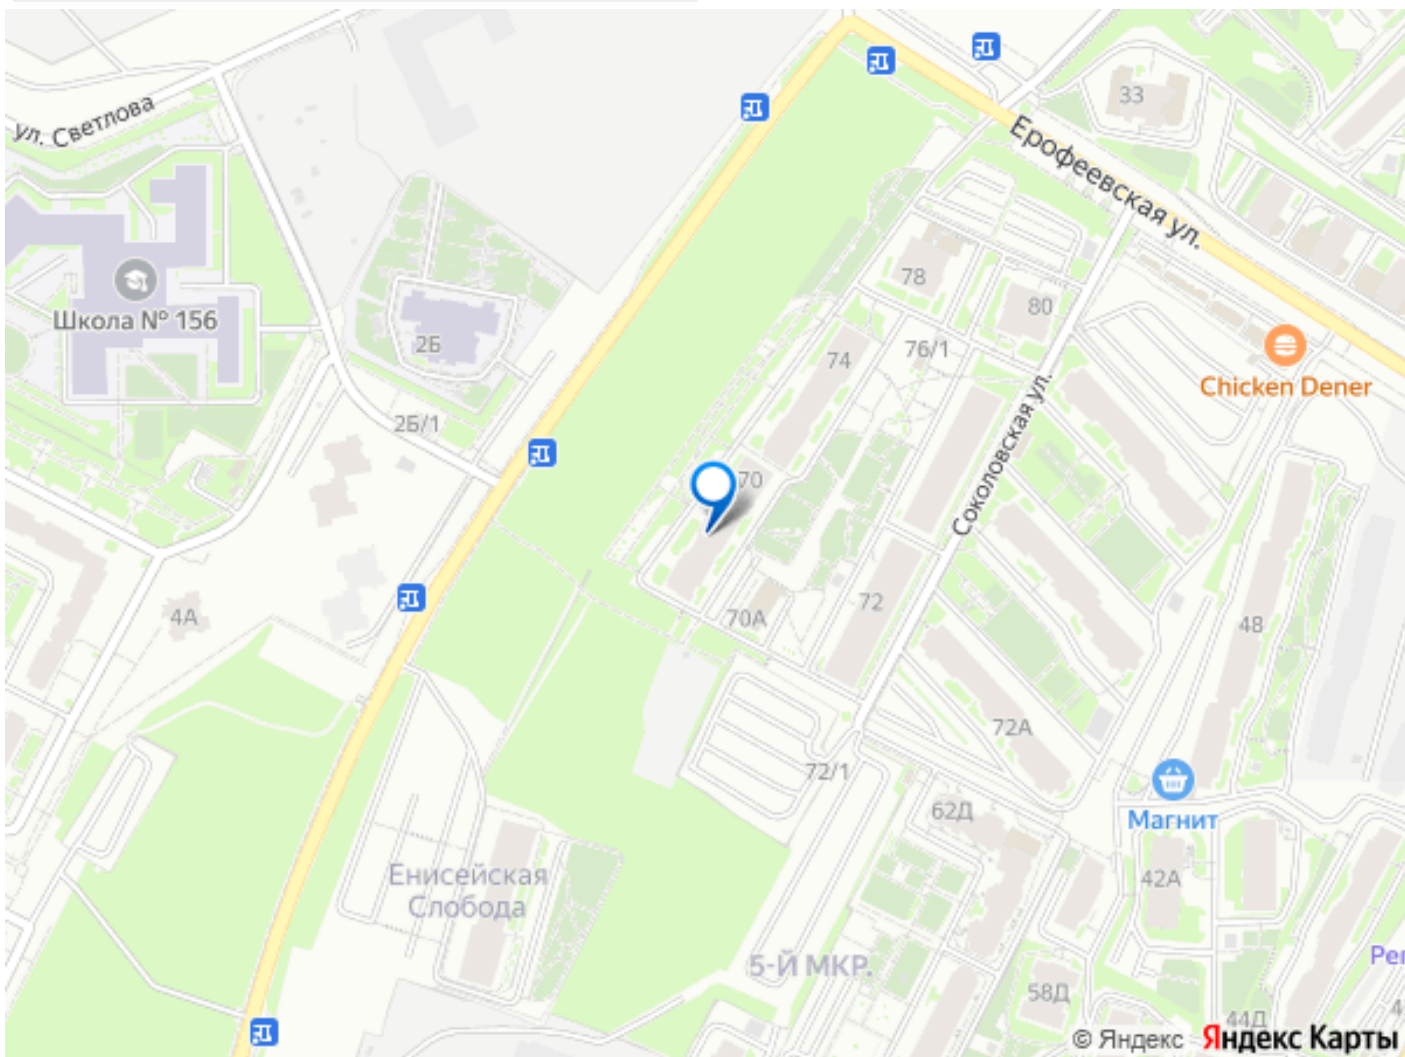 33
ул. Светлова
Ерофеевская ул.
78
Школа № 156
80
2Б
74
76/1
Chicken Dener
2Б/1
Соколовская ул.
70
72
4А
70А
48
72А
72/1
62Д
Магнит
Енисейская
Слобода
42А
5-Й МКР.
58Д
44Д
© Яндекс Яндекс Карты